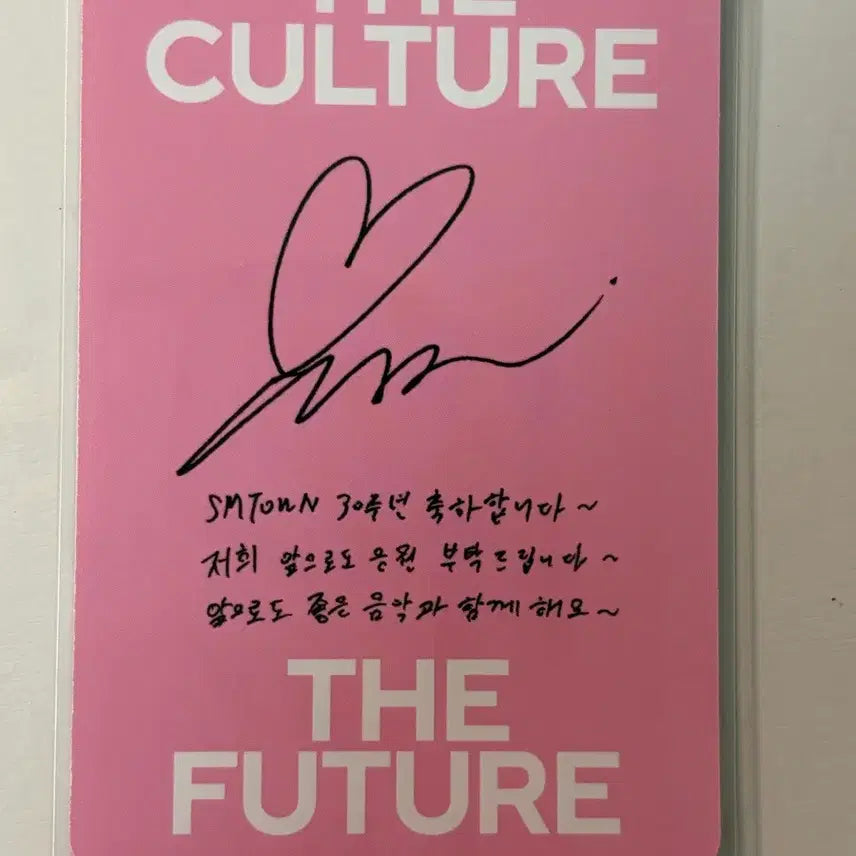 THE
CULTURE
SMTOWN 30주년 축하합니다~
저희 앞으로도 응원 부탁드립니다~
앞으로도 좋은 음악과 함께해요~
THE
FUTURE